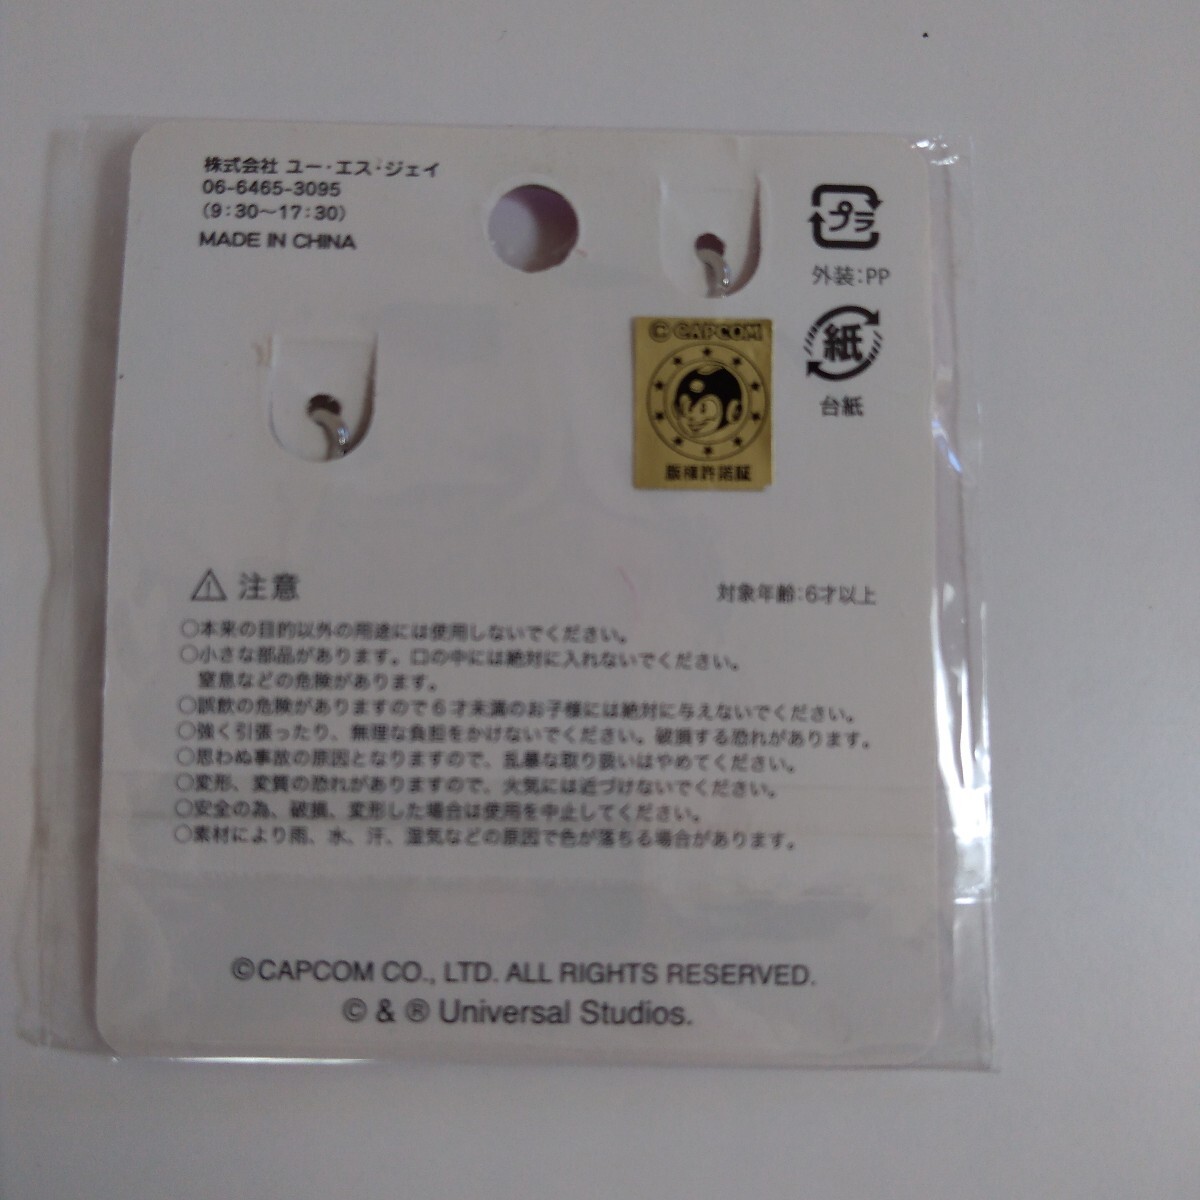 株式会社 ユー・エス・ジェイ
06-6465-3095
(9:30〜17:30)
MADE IN CHINA
プラ
外装:PP
紙
台紙
© CAPCOM
版権許諾証
注意
対象年齢:6才以上
○本来の目的以外の用途には使用しないでください。
○小さな部品があります。口の中には絶対に入れないでください。
窒息などの危険があります。
○誤飲の危険がありますので6才未満のお子様には絶対に与えないでください。
○強く引張ったり、無理な負担をかけないでください。破損する恐れがあります。
○思わぬ事故の原因となりますので、乱暴な取り扱いはやめてください。
○変形、変質の恐れがありますので、火気には近づけないでください。
○安全の為、破損、変形した場合は使用を中止してください。
○素材により雨、水、汗、湿気などの原因で色が落ちる場合があります。
©CAPCOM CO., LTD. ALL RIGHTS RESERVED.
© & ® Universal Studios.